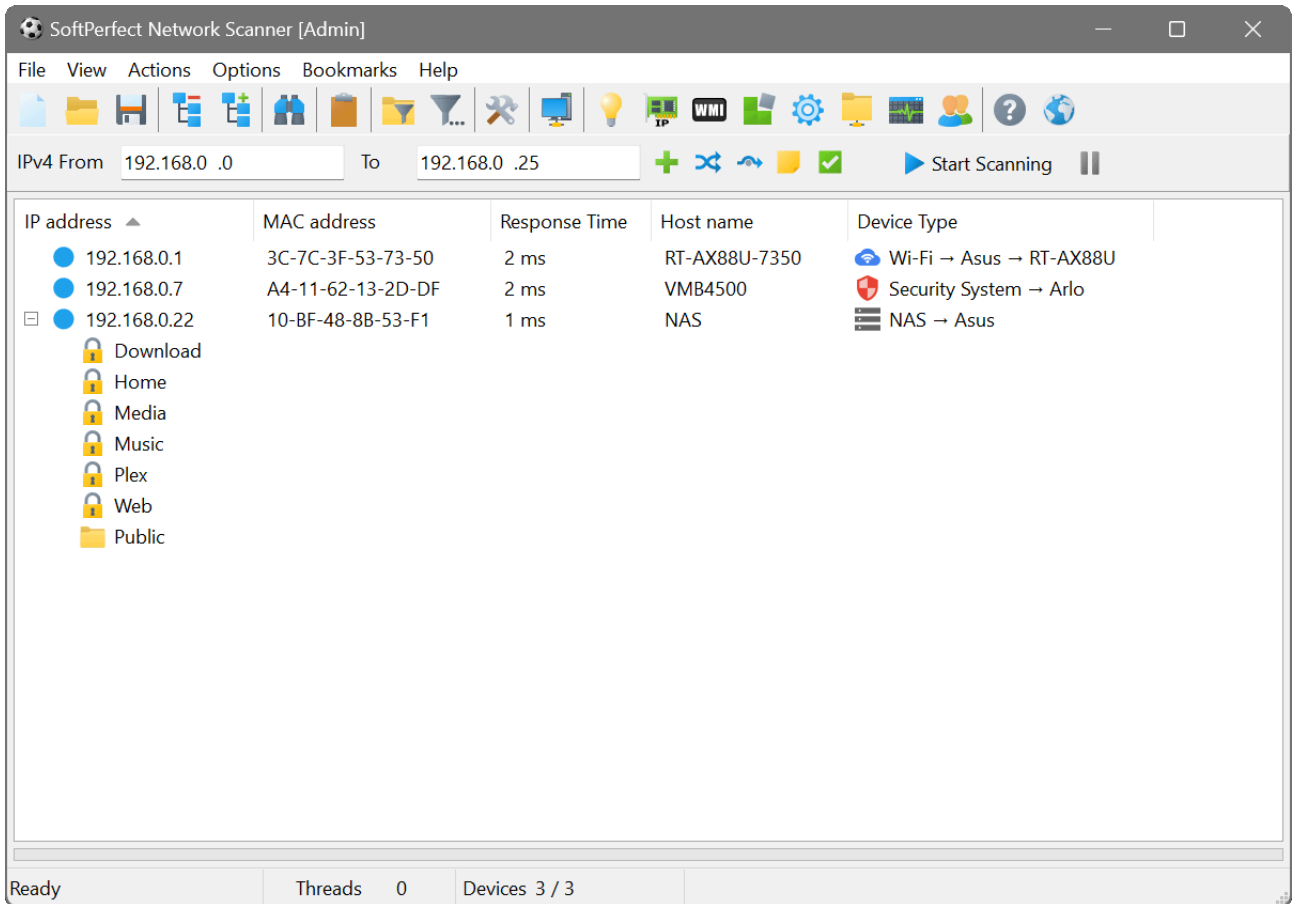 SoftPerfect Network Scanner [Admin]
File View Actions Options Bookmarks Help
IP WMI ?
IPv4 From 192.168.0 .0 To 192.168.0 .25 Start Scanning
IP address MAC address Response Time Host name Device Type
192.168.0.1 3C-7C-3F-53-73-50 2 ms RT-AX88U-7350 Wi-Fi → Asus → RT-AX88U
192.168.0.7 A4-11-62-13-2D-DF 2 ms VMB4500 Security System → Arlo
192.168.0.22 10-BF-48-8B-53-F1 1 ms NAS NAS → Asus
Download
Home
Media
Music
Plex
Web
Public
Ready Threads 0 Devices 3 / 3